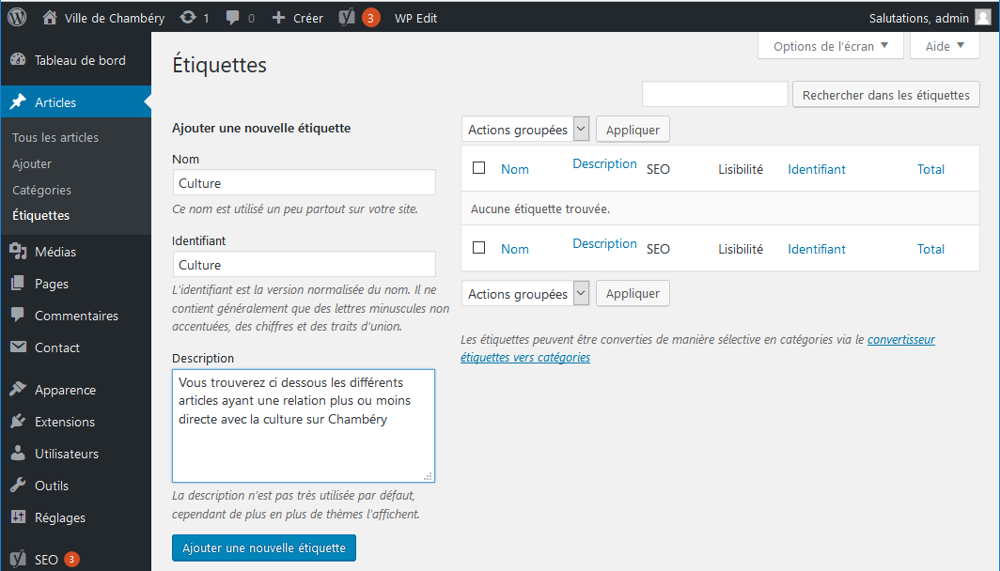 Ville de Chambéry 1 0 Créer 3 WP Edit Salutations, admin
Tableau de bord
Articles
Tous les articles
Ajouter
Catégories
Étiquettes
Médias
Pages
Commentaires
Contact
Apparence
Extensions
Utilisateurs
Outils
Réglages
SEO 3
Options de l'écran Aide
Étiquettes
Rechercher dans les étiquettes
Ajouter une nouvelle étiquette
Nom
Culture
Ce nom est utilisé un peu partout sur votre site.
Identifiant
Culture
L'identifiant est la version normalisée du nom. Il ne
contient généralement que des lettres minuscules non
accentuées, des chiffres et des traits d'union.
Description
Vous trouverez ci dessous les différents
articles ayant une relation plus ou moins
directe avec la culture sur Chambéry
La description n'est pas très utilisée par défaut,
cependant de plus en plus de thèmes l'affichent.
Ajouter une nouvelle étiquette
Actions groupées Appliquer
Nom Description SEO Lisibilité Identifiant Total
Aucune étiquette trouvée.
Nom Description SEO Lisibilité Identifiant Total
Actions groupées Appliquer
Les étiquettes peuvent être converties de manière sélective en catégories via le convertisseur
étiquettes vers catégories